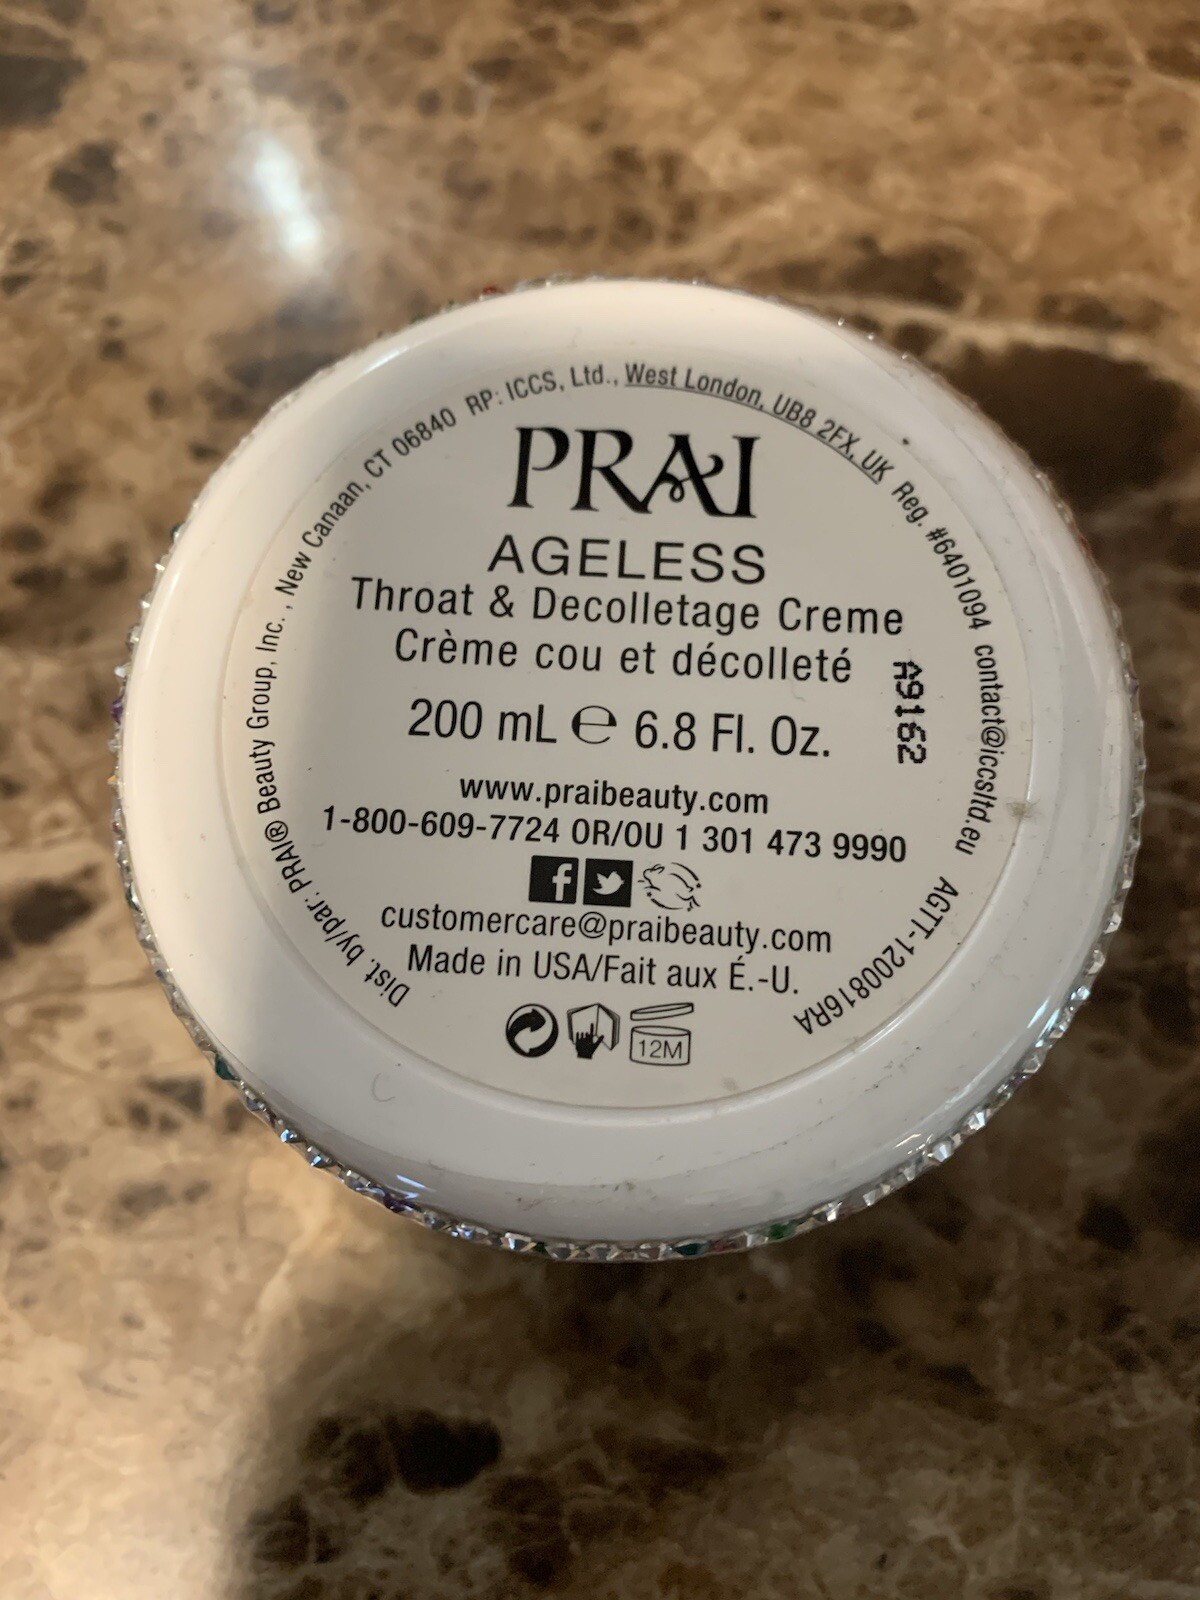 Dist. by/par: PRAI® Beauty Group, Inc. , New Canaan, CT 06840 RP: ICCS, Ltd., West London, UB8 2FX, UK Reg. #6401094 contact@iccsltd.eu AGTT-1200816RA
PRAI
AGELESS
Throat & Decolletage Creme
Crème cou et décolleté
A9162
200 mL ℮ 6.8 Fl. Oz.
www.praibeauty.com
1-800-609-7724 OR/OU 1 301 473 9990
customercare@praibeauty.com
Made in USA/Fait aux É.-U.
12M